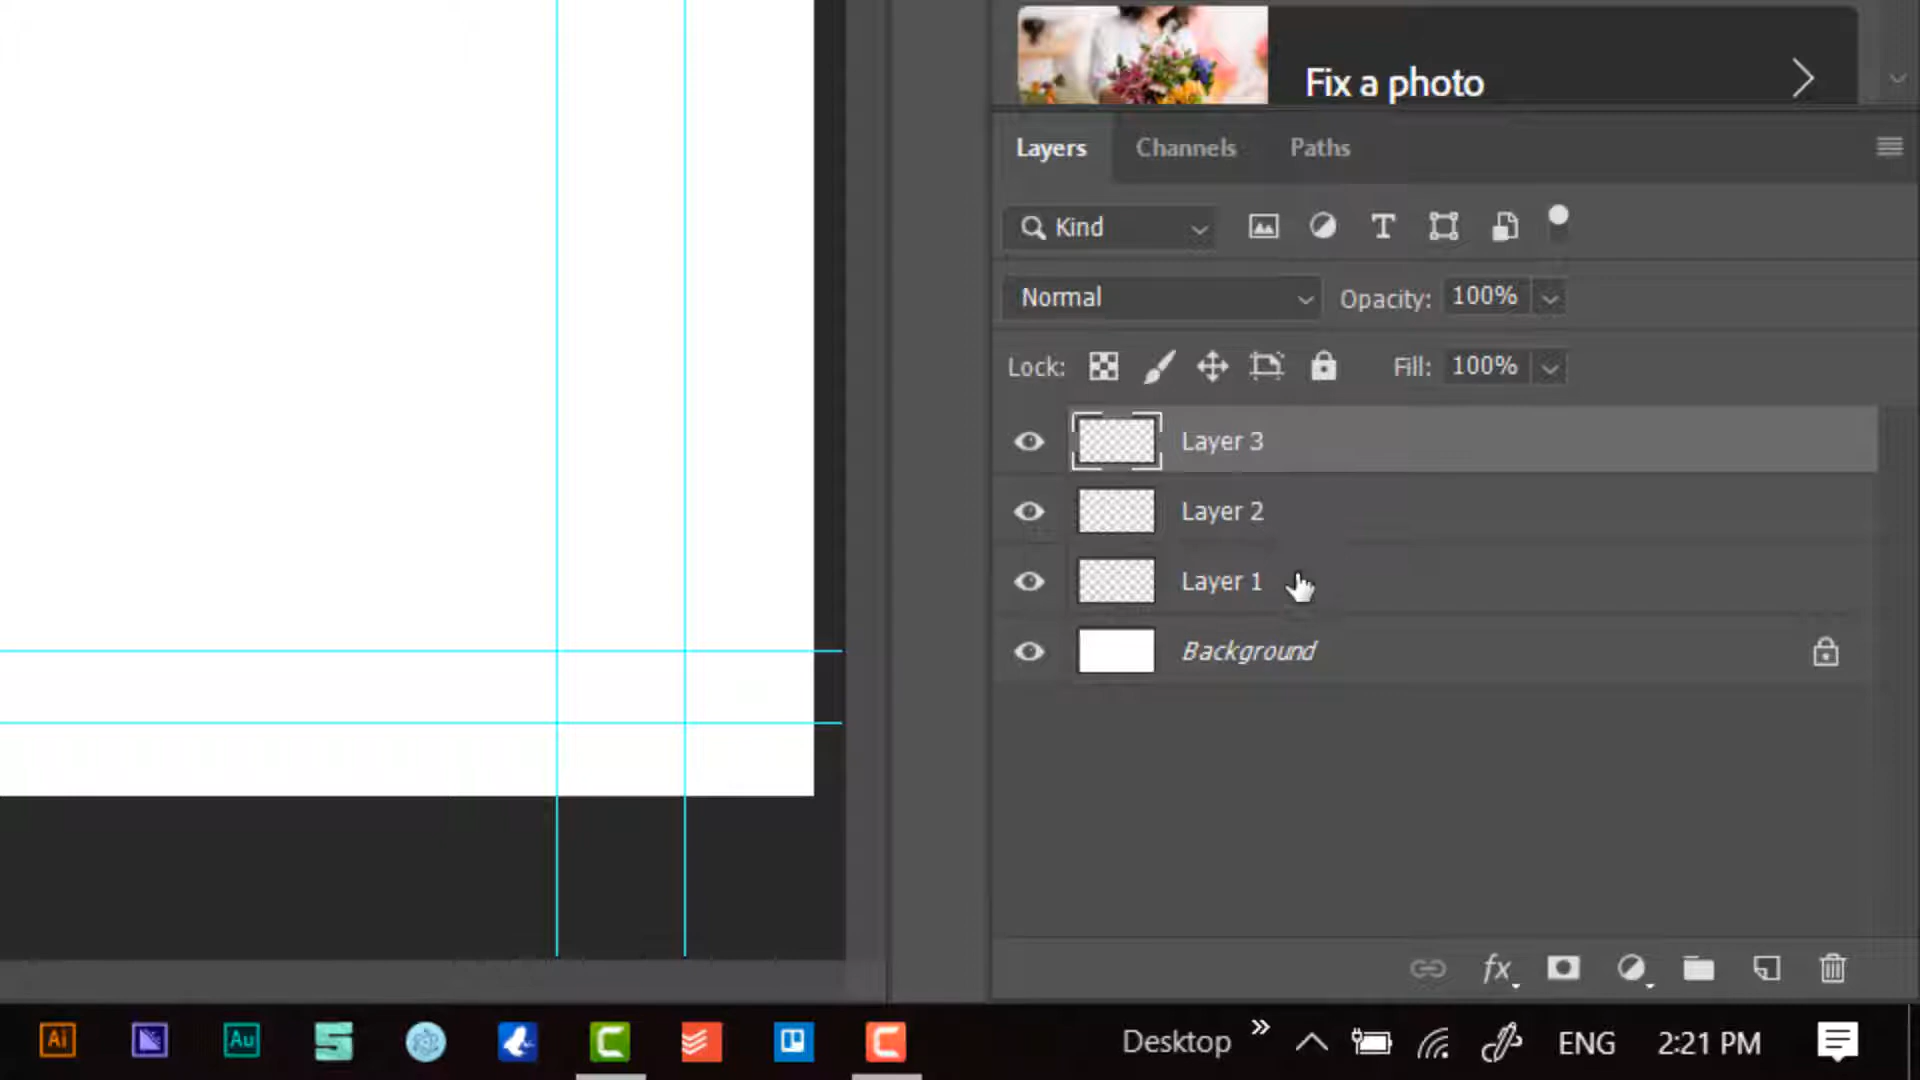 Fix a photo
Layers Channels Paths
Kind T
Normal Opacity: 100%
Lock: Fill: 100%
Layer 3
Layer 2
Layer 1
Background
fx
Ai Au S C C Desktop » ENG 2:21 PM